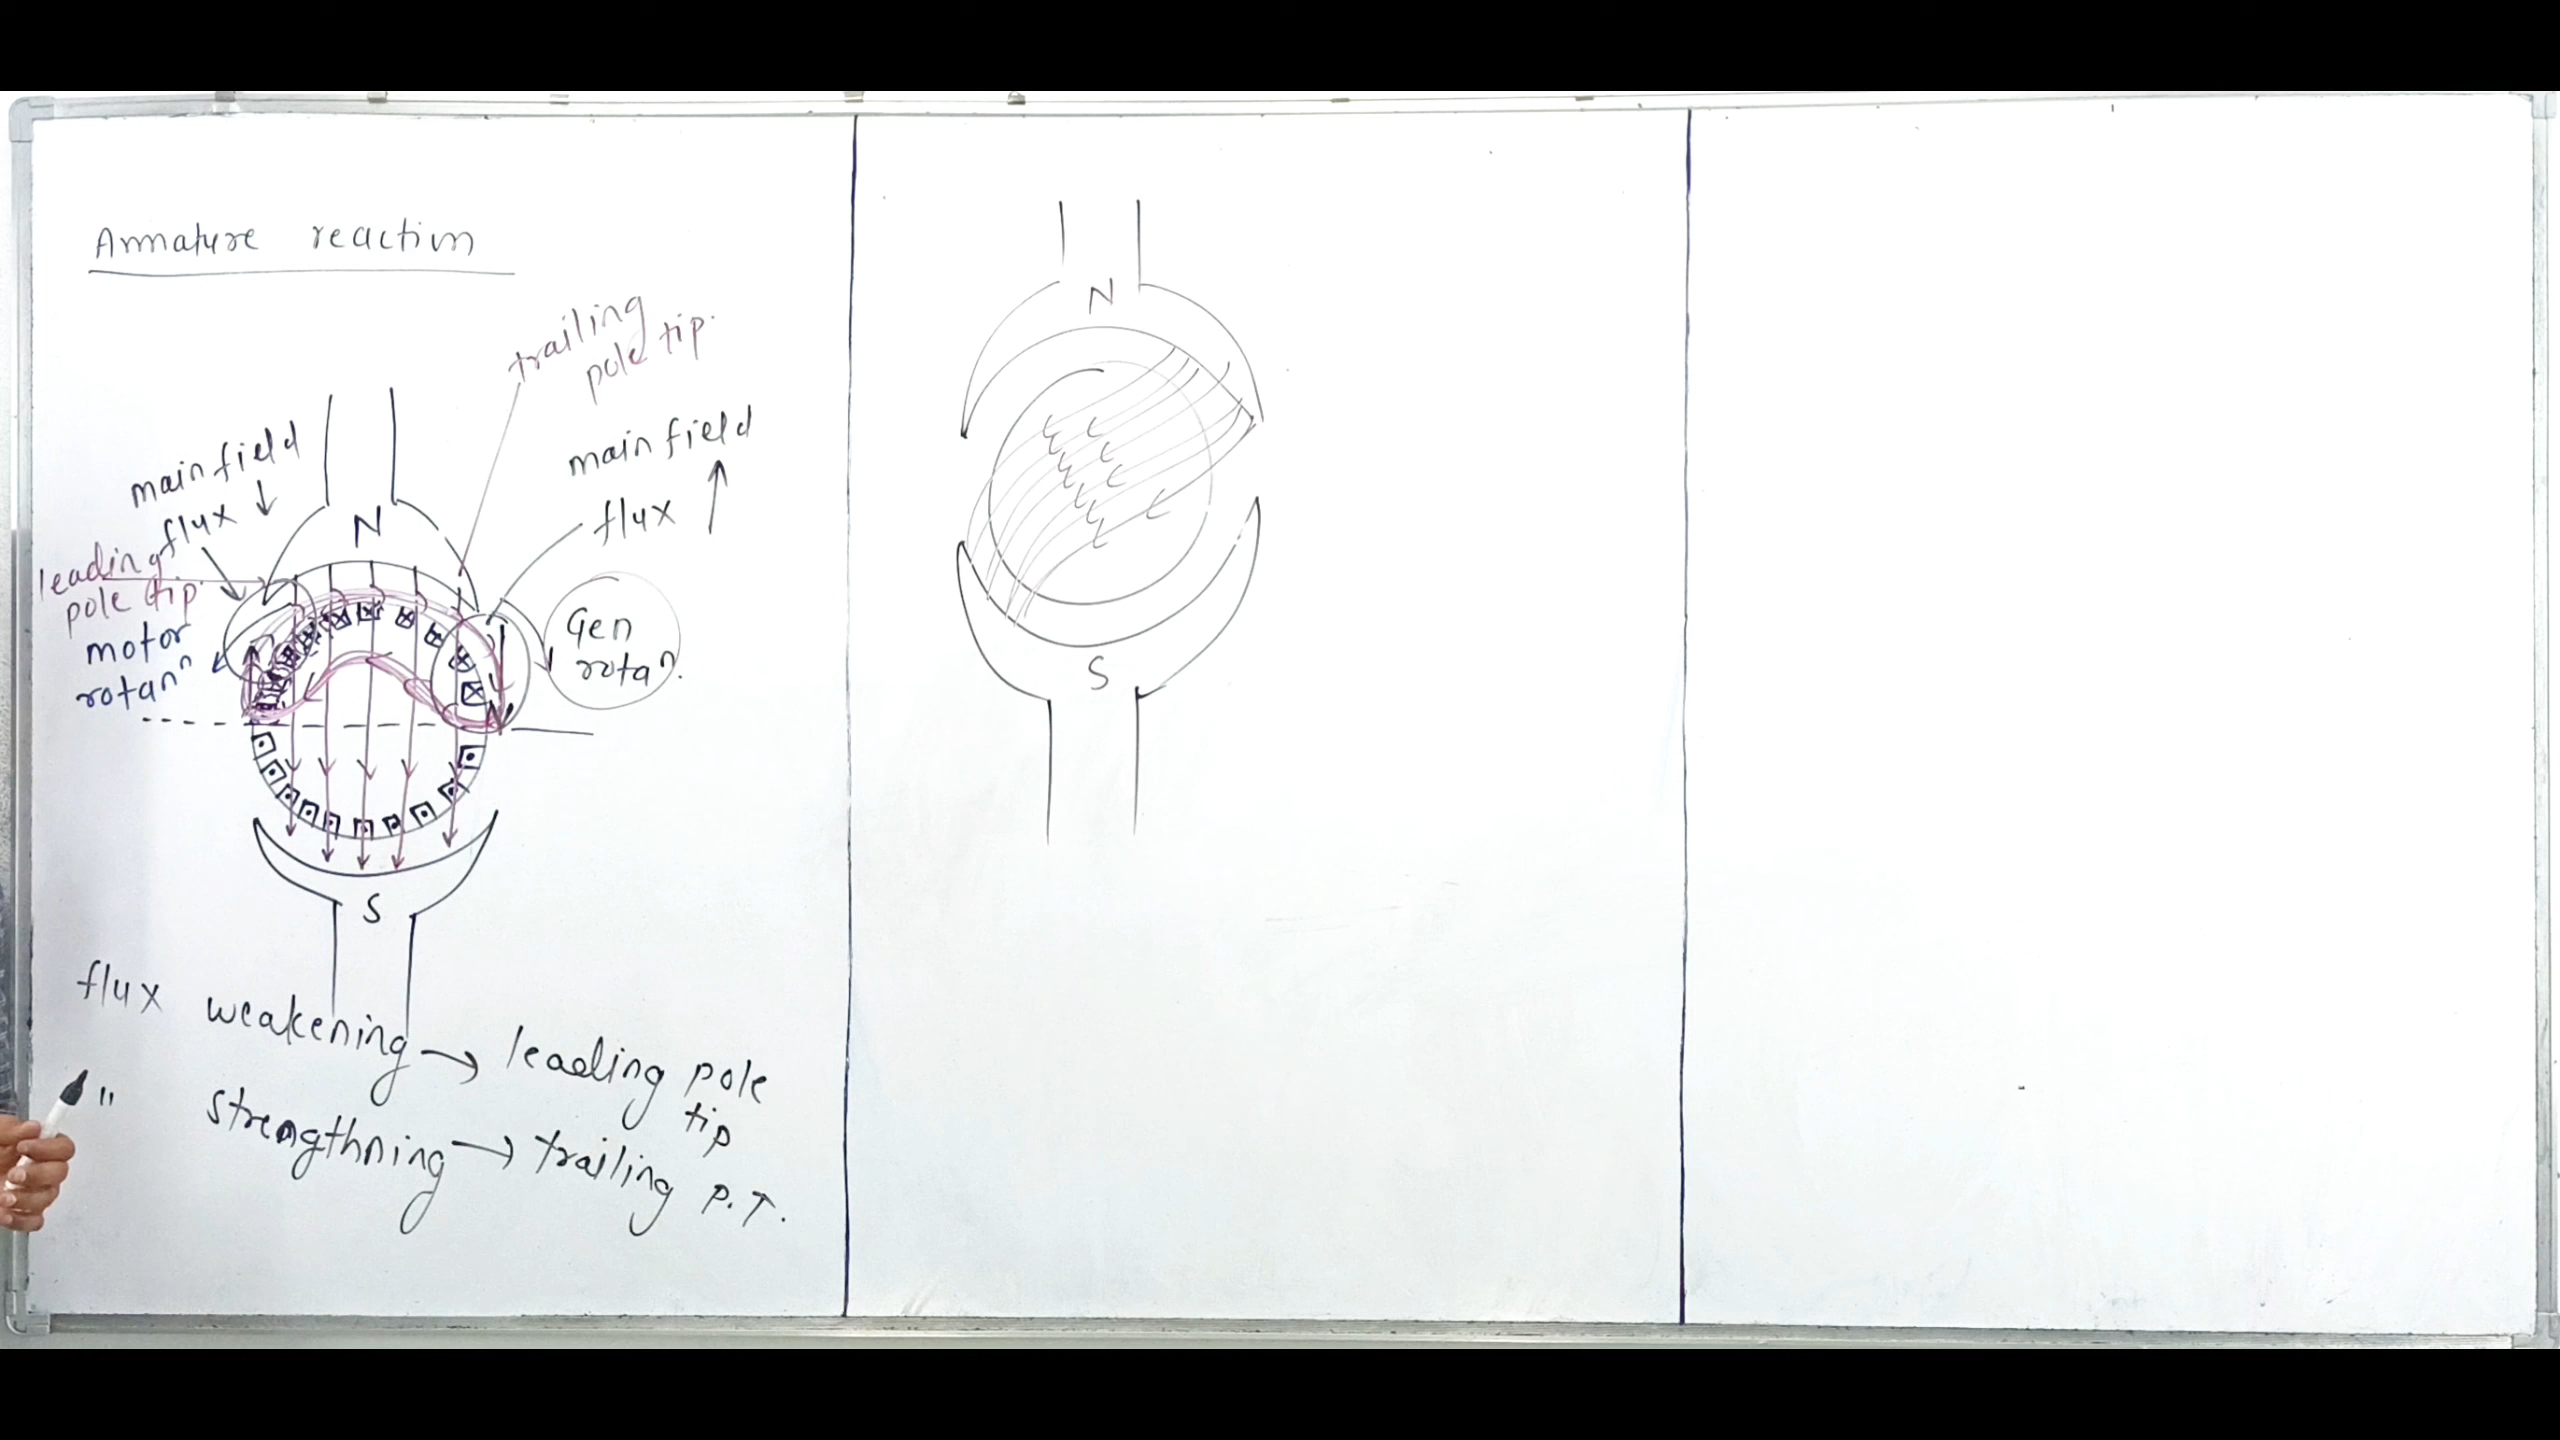 Armature reaction
trailing
pole tip.
main field
flux ↑
main field
flux ↓
leading
pole tip.
motor
rotanⁿ
N
Gen
rotaⁿ.
S
flux weakening → leading pole
tip
" strengthning → trailing P.T.
N
S